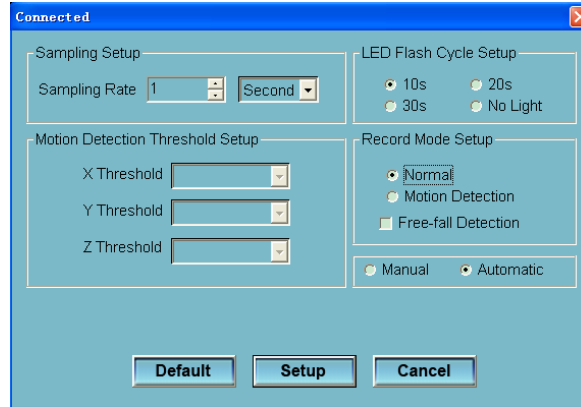 Connected
Sampling Setup
Sampling Rate 1 Second
LED Flash Cycle Setup
10s 20s
30s No Light
Motion Detection Threshold Setup
X Threshold
Y Threshold
Z Threshold
Record Mode Setup
Normal
Motion Detection
Free-fall Detection
Manual Automatic
Default Setup Cancel